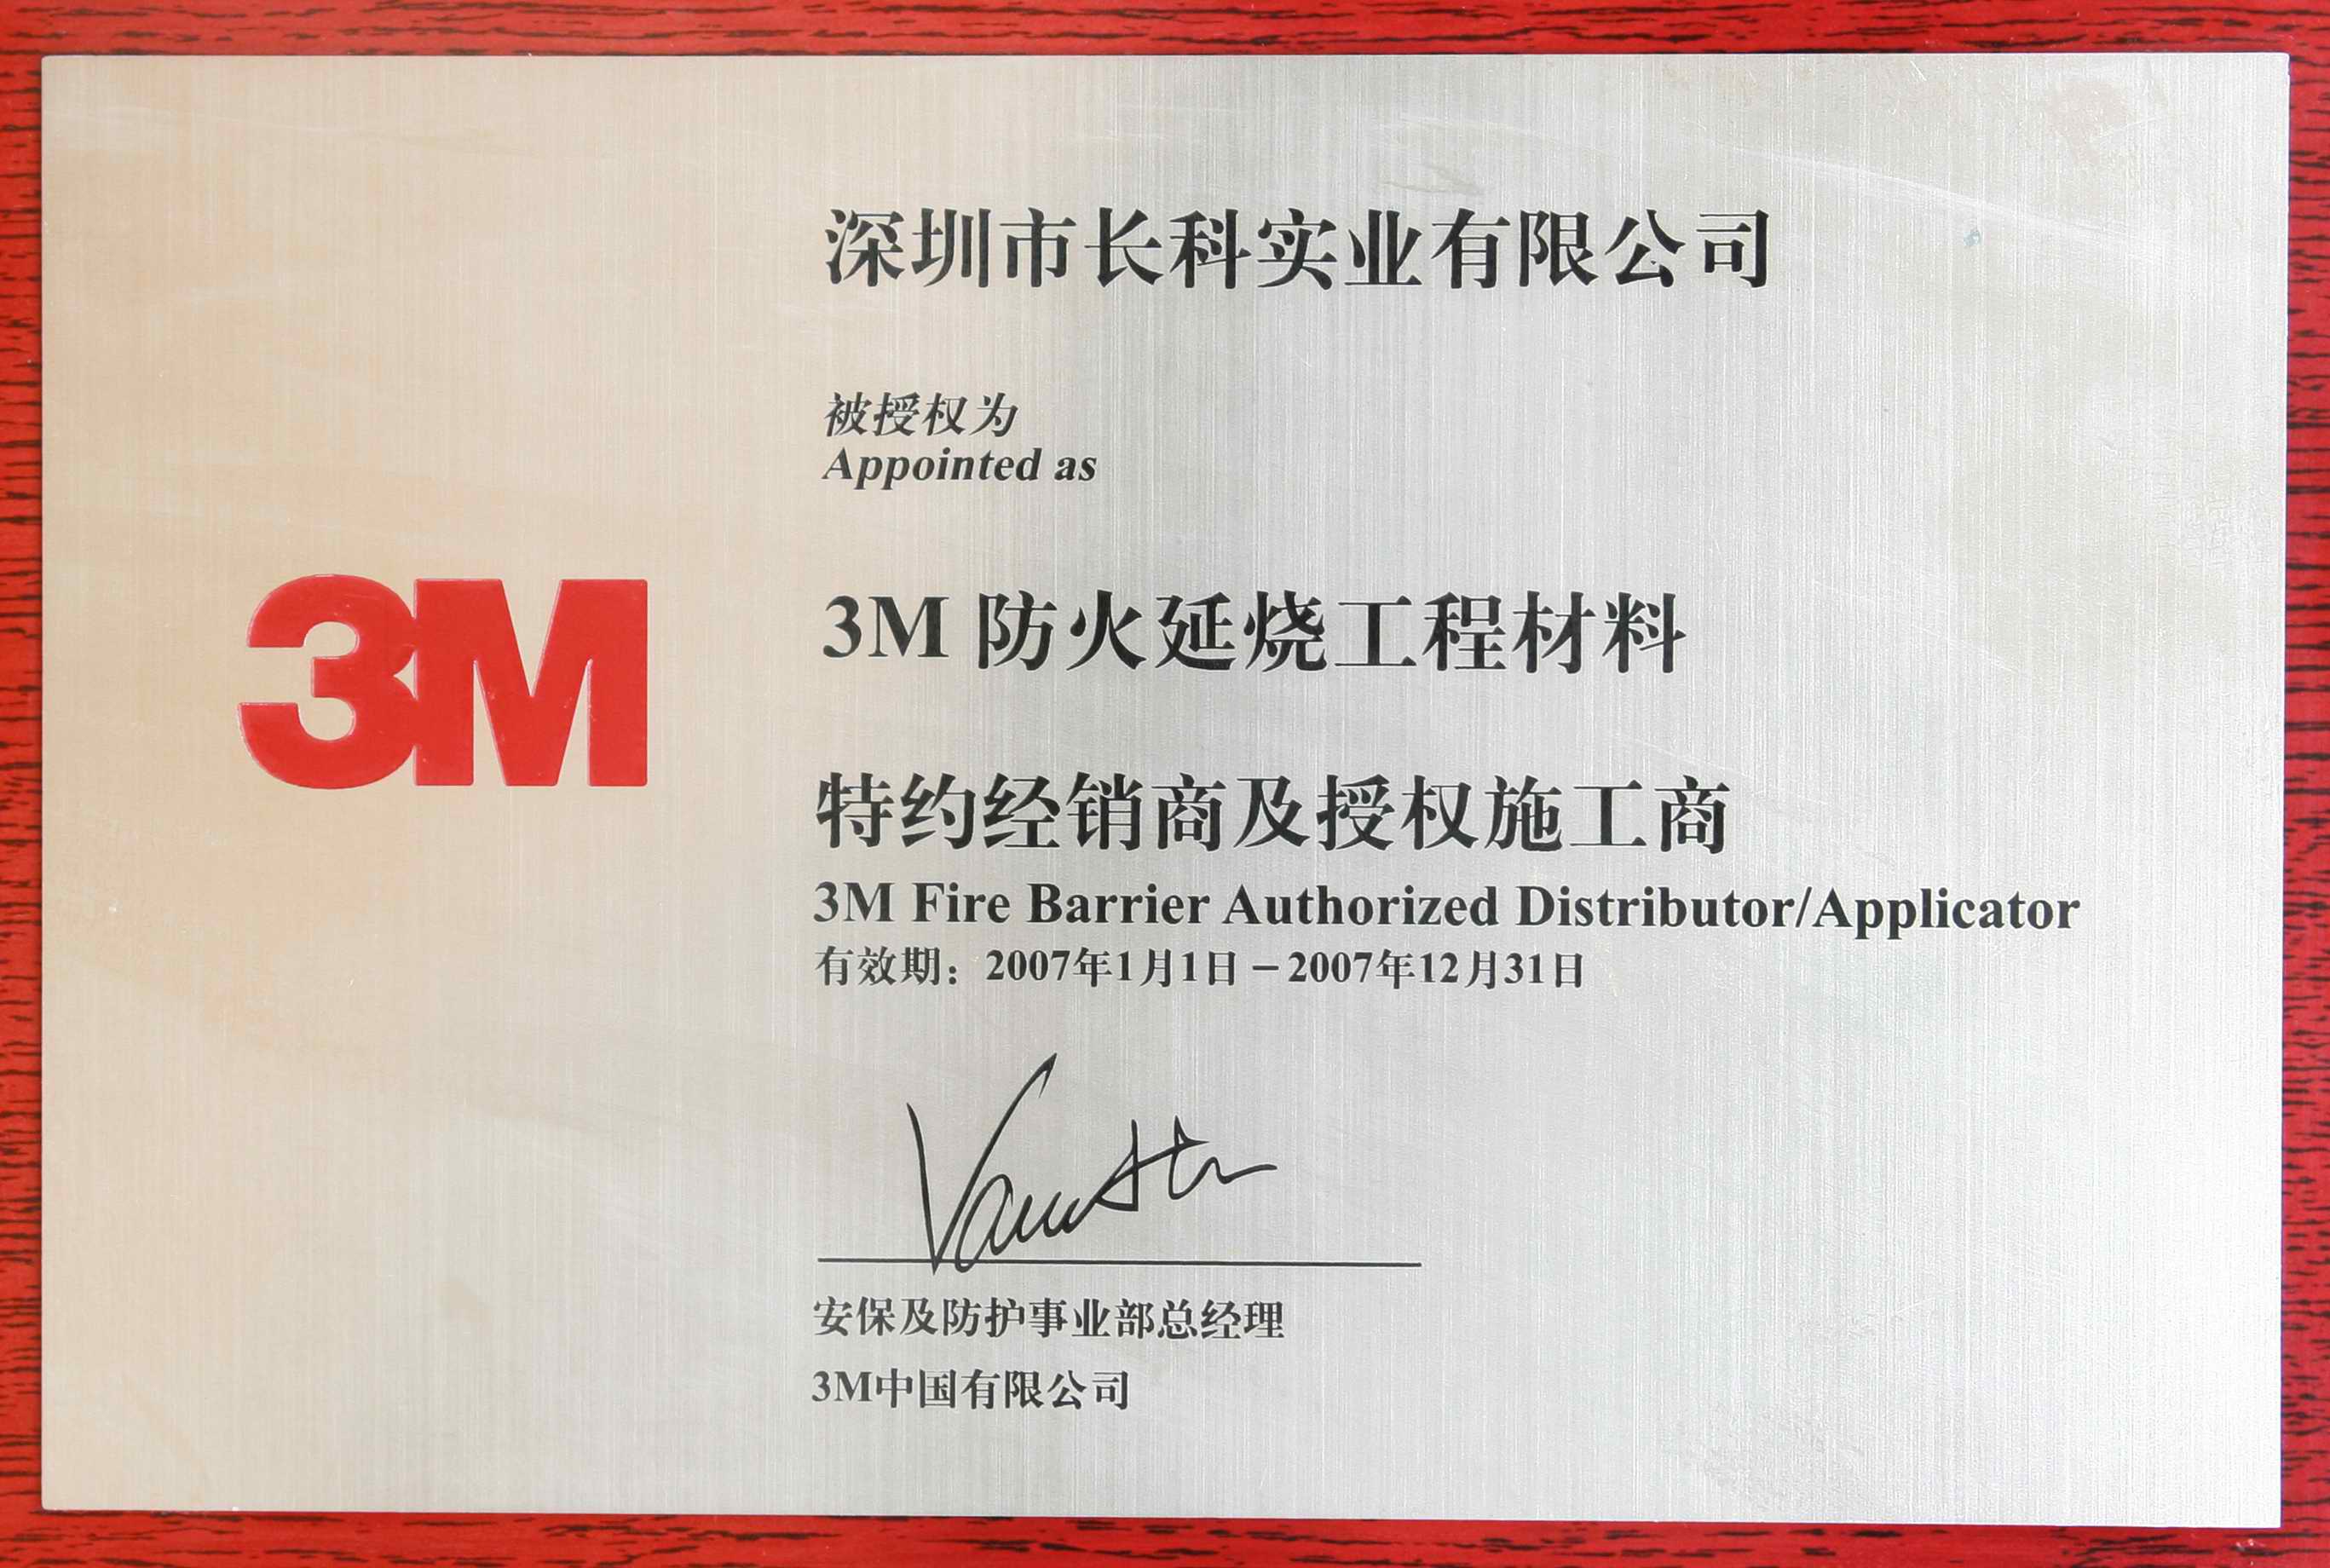 深圳市长科实业有限公司
被授权为
Appointed as
3M
3M 防火延烧工程材料
特约经销商及授权施工商
3M Fire Barrier Authorized Distributor/Applicator
有效期：2007年1月1日－2007年12月31日
安保及防护事业部总经理
3M中国有限公司